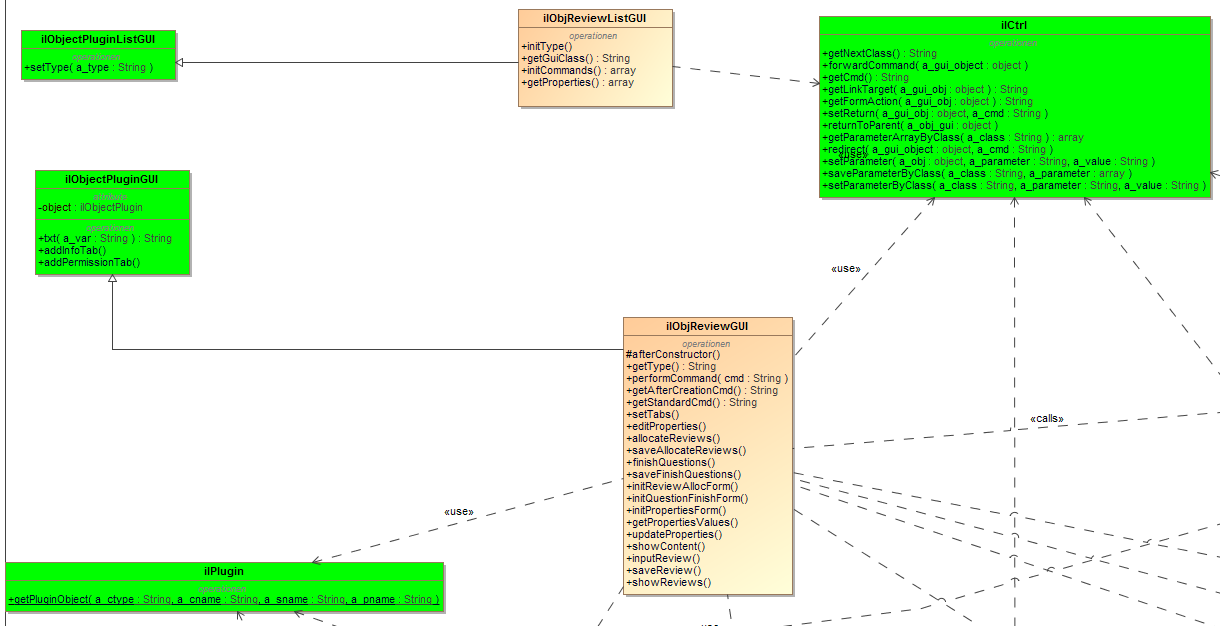 ilObjectPluginListGUI
operationen
+setType( a_type : String )
ilObjReviewListGUI
operationen
+initType()
+getGuiClass() : String
+initCommands() : array
+getProperties() : array
ilCtrl
operationen
+getNextClass() : String
+forwardCommand( a_gui_object : object )
+getCmd() : String
+getLinkTarget( a_gui_obj : object ) : String
+getFormAction( a_gui_obj : object ) : String
+setReturn( a_gui_obj : object, a_cmd : String )
+returnToParent( a_obj_gui : object )
+getParameterArrayByClass( a_class : String ) : array
+redirect( a_gui_object : object, a_cmd : String )
«use»
+setParameter( a_obj : object, a_parameter : String, a_value : String )
+saveParameterByClass( a_class : String, a_parameter : array )
+setParameterByClass( a_class : String, a_parameter : String, a_value : String )
ilObjectPluginGUI
attribute
-object : ilObjectPlugin
operationen
+txt( a_var : String ) : String
+addInfoTab()
+addPermissionTab()
«use»
ilObjReviewGUI
operationen
#afterConstructor()
+getType() : String
+performCommand( cmd : String )
+getAfterCreationCmd() : String
+getStandardCmd() : String
+setTabs()
+editProperties()
+allocateReviews()
+saveAllocateReviews()
+finishQuestions()
+saveFinishQuestions()
+initReviewAllocForm()
+initQuestionFinishForm()
+initPropertiesForm()
+getPropertiesValues()
+updateProperties()
+showContent()
+inputReview()
+saveReview()
+showReviews()
«calls»
«use»
ilPlugin
operationen
+getPluginObject( a_ctype : String, a_cname : String, a_sname : String, a_pname : String )